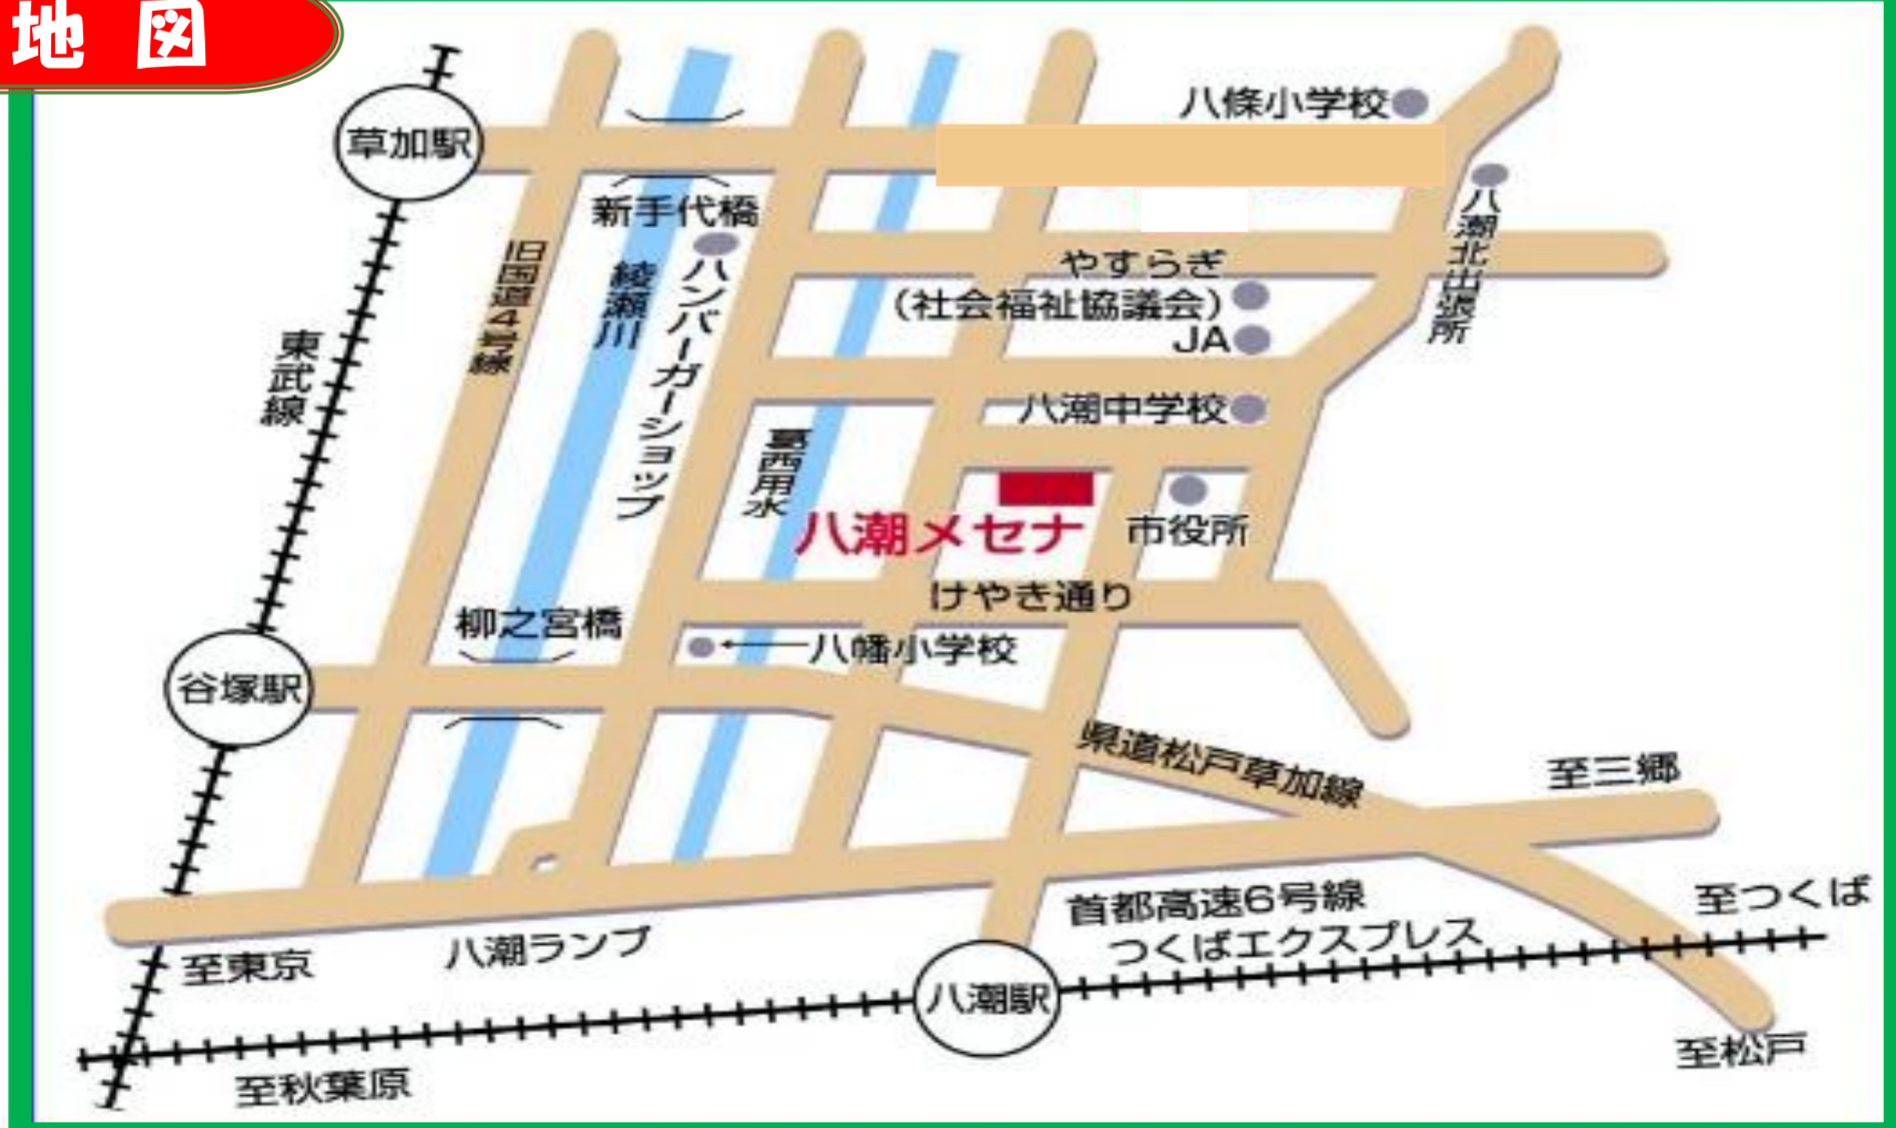 地図
八條小学校
草加駅
新手代橋
八潮北出張所
旧国道4号線
綾瀬川
ハンバーガーショップ
やすらぎ
(社会福祉協議会)
JA
東武線
八潮中学校
葛西用水
八潮メセナ
市役所
けやき通り
柳之宮橋
八幡小学校
谷塚駅
県道松戸草加線
至三郷
首都高速6号線
至つくば
つくばエクスプレス
至東京
八潮ランプ
八潮駅
至松戸
至秋葉原